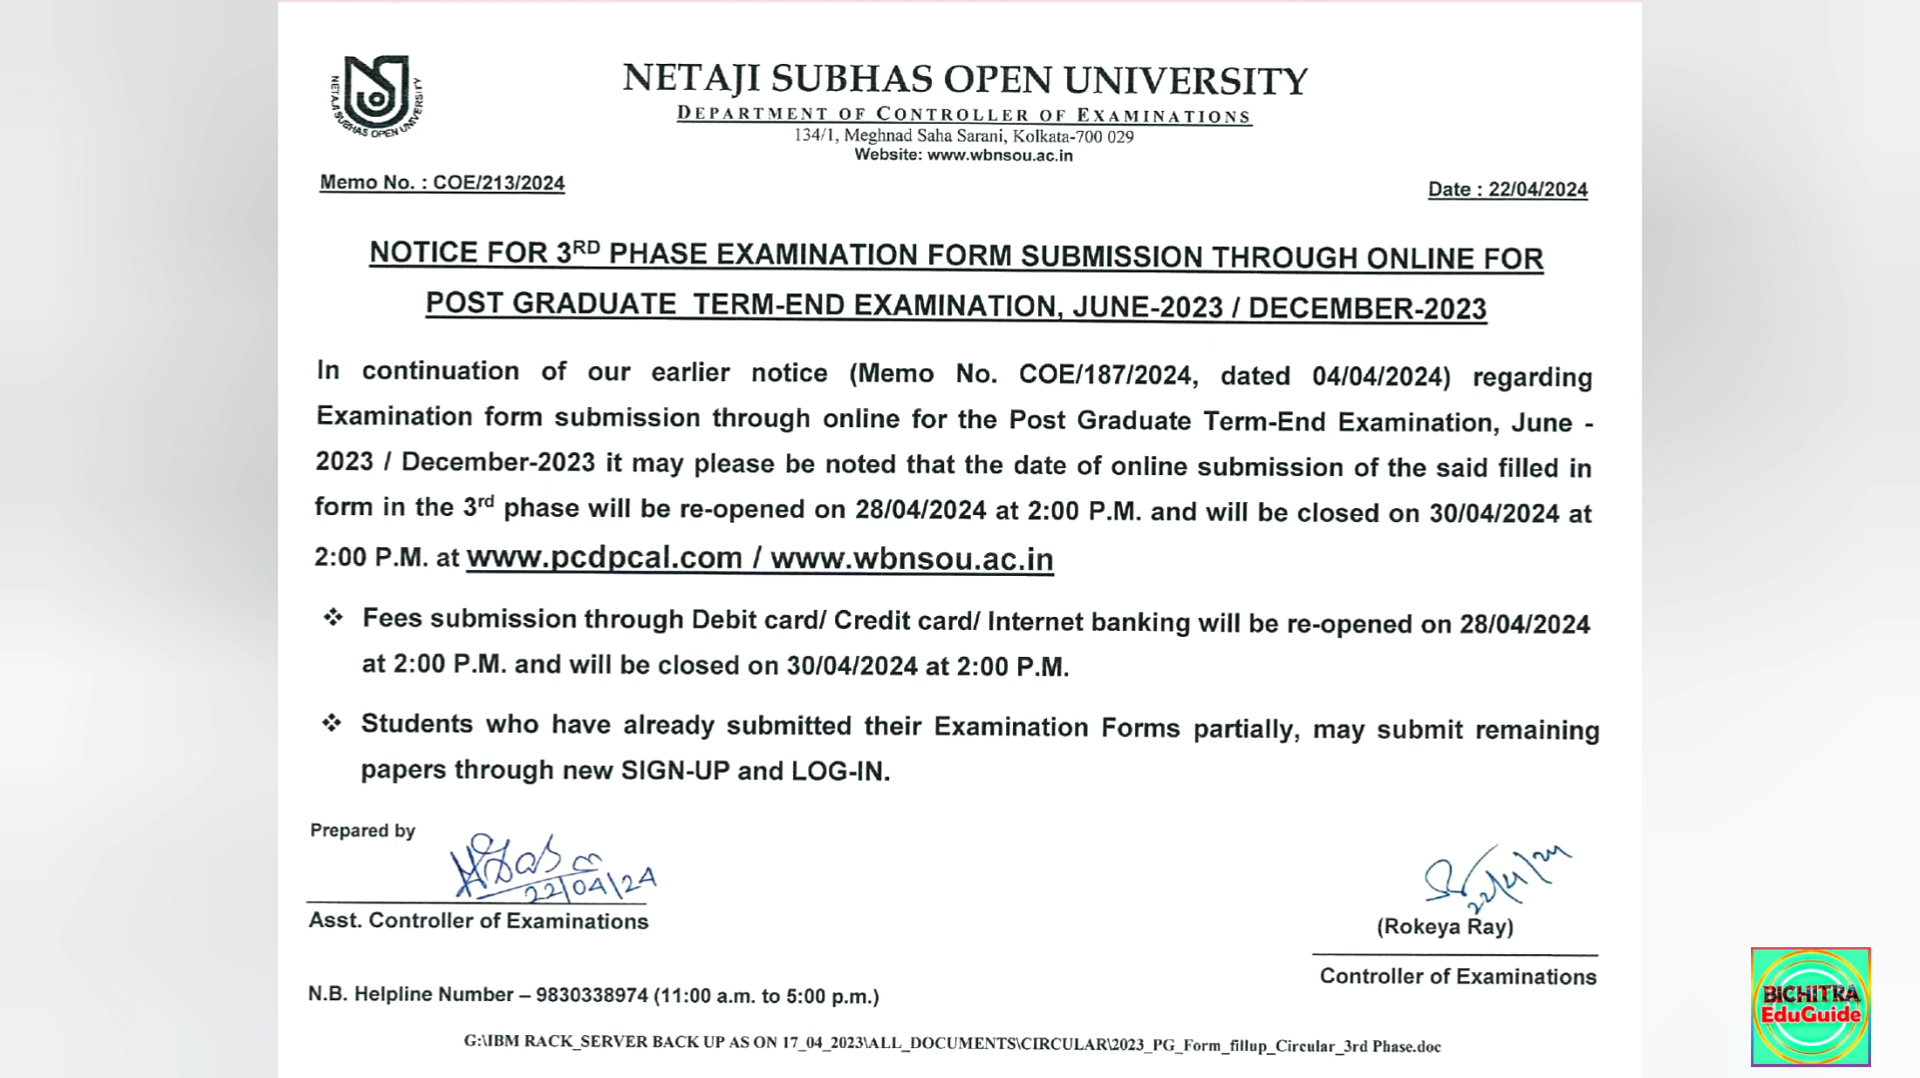 NETAJI SUBHAS OPEN UNIVERSITY
NETAJI SUBHAS OPEN UNIVERSITY
DEPARTMENT OF CONTROLLER OF EXAMINATIONS
134/1, Meghnad Saha Sarani, Kolkata-700 029
Website: www.wbnsou.ac.in
Memo No. : COE/213/2024
Date : 22/04/2024
NOTICE FOR 3RD PHASE EXAMINATION FORM SUBMISSION THROUGH ONLINE FOR
POST GRADUATE TERM-END EXAMINATION, JUNE-2023 / DECEMBER-2023
In continuation of our earlier notice (Memo No. COE/187/2024, dated 04/04/2024) regarding
Examination form submission through online for the Post Graduate Term-End Examination, June -
2023 / December-2023 it may please be noted that the date of online submission of the said filled in
form in the 3rd phase will be re-opened on 28/04/2024 at 2:00 P.M. and will be closed on 30/04/2024 at
2:00 P.M. at www.pcdpcal.com / www.wbnsou.ac.in
❖ Fees submission through Debit card/ Credit card/ Internet banking will be re-opened on 28/04/2024
at 2:00 P.M. and will be closed on 30/04/2024 at 2:00 P.M.
❖ Students who have already submitted their Examination Forms partially, may submit remaining
papers through new SIGN-UP and LOG-IN.
Prepared by
22/04/24
22/4/24
Asst. Controller of Examinations
(Rokeya Ray)
Controller of Examinations
N.B. Helpline Number – 9830338974 (11:00 a.m. to 5:00 p.m.)
G:\IBM RACK_SERVER BACK UP AS ON 17_04_2023\ALL_DOCUMENTS\CIRCULAR\2023_PG_Form_fillup_Circular_3rd Phase.doc
BICHITRA
EduGuide